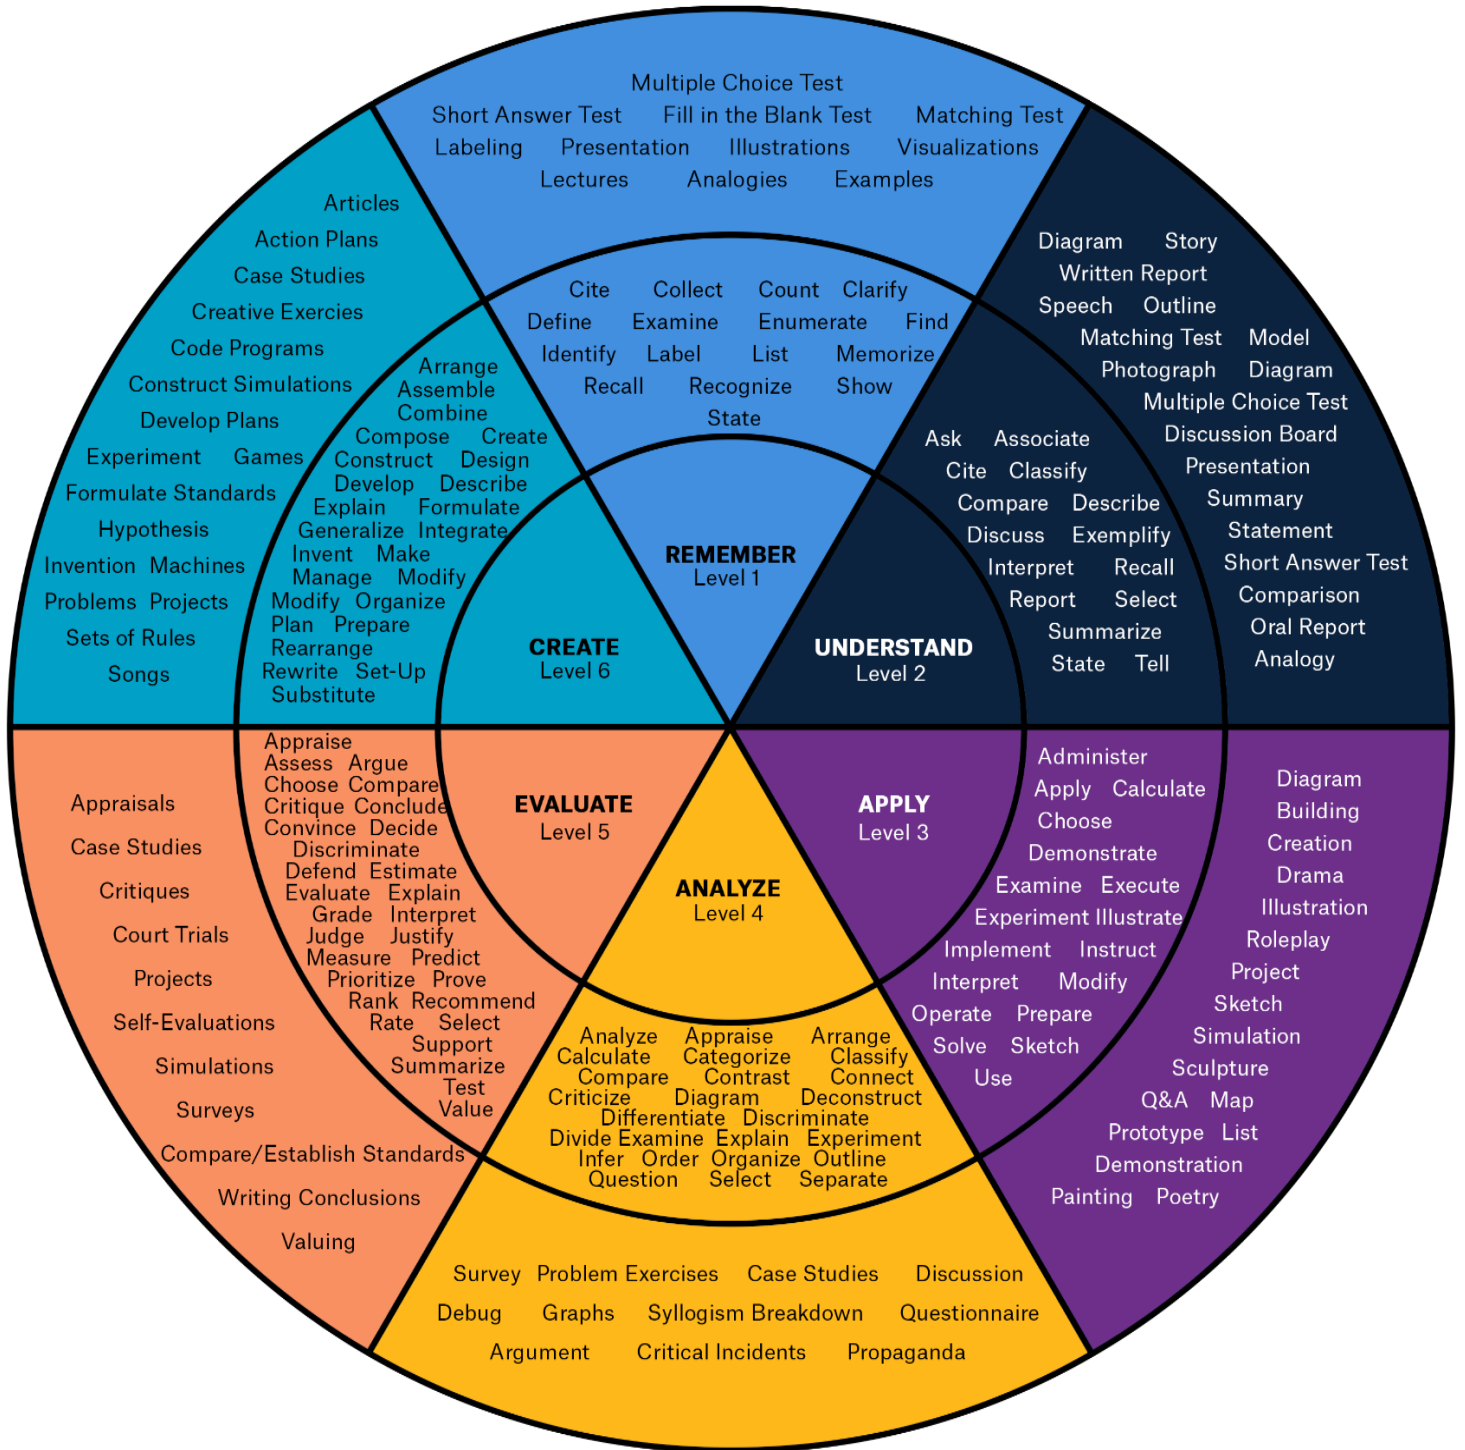 Multiple Choice Test
Short Answer Test Fill in the Blank Test Matching Test
Labeling Presentation Illustrations Visualizations
Lectures Analogies Examples
Cite Collect Count Clarify
Define Examine Enumerate Find
Identify Label List Memorize
Recall Recognize Show
State
REMEMBER
Level 1
Diagram Story
Written Report
Speech Outline
Matching Test Model
Photograph Diagram
Multiple Choice Test
Discussion Board
Presentation
Summary
Statement
Short Answer Test
Comparison
Oral Report
Analogy
Ask Associate
Cite Classify
Compare Describe
Discuss Exemplify
Interpret Recall
Report Select
Summarize
State Tell
UNDERSTAND
Level 2
Administer
Apply Calculate
Choose
Demonstrate
Examine Execute
Experiment Illustrate
Implement Instruct
Interpret Modify
Operate Prepare
Solve Sketch
Use
APPLY
Level 3
Diagram
Building
Creation
Drama
Illustration
Roleplay
Project
Sketch
Simulation
Sculpture
Q&A Map
Prototype List
Demonstration
Painting Poetry
ANALYZE
Level 4
Analyze Appraise Arrange
Calculate Categorize Classify
Compare Contrast Connect
Criticize Diagram Deconstruct
Differentiate Discriminate
Divide Examine Explain Experiment
Infer Order Organize Outline
Question Select Separate
Survey Problem Exercises Case Studies Discussion
Debug Graphs Syllogism Breakdown Questionnaire
Argument Critical Incidents Propaganda
EVALUATE
Level 5
Appraise
Assess Argue
Choose Compare
Critique Conclude
Convince Decide
Discriminate
Defend Estimate
Evaluate Explain
Grade Interpret
Judge Justify
Measure Predict
Prioritize Prove
Rank Recommend
Rate Select
Support
Summarize
Test
Value
Appraisals
Case Studies
Critiques
Court Trials
Projects
Self-Evaluations
Simulations
Surveys
Compare/Establish Standards
Writing Conclusions
Valuing
CREATE
Level 6
Arrange
Assemble
Combine
Compose Create
Construct Design
Develop Describe
Explain Formulate
Generalize Integrate
Invent Make
Manage Modify
Modify Organize
Plan Prepare
Rearrange
Rewrite Set-Up
Substitute
Articles
Action Plans
Case Studies
Creative Exercies
Code Programs
Construct Simulations
Develop Plans
Experiment Games
Formulate Standards
Hypothesis
Invention Machines
Problems Projects
Sets of Rules
Songs